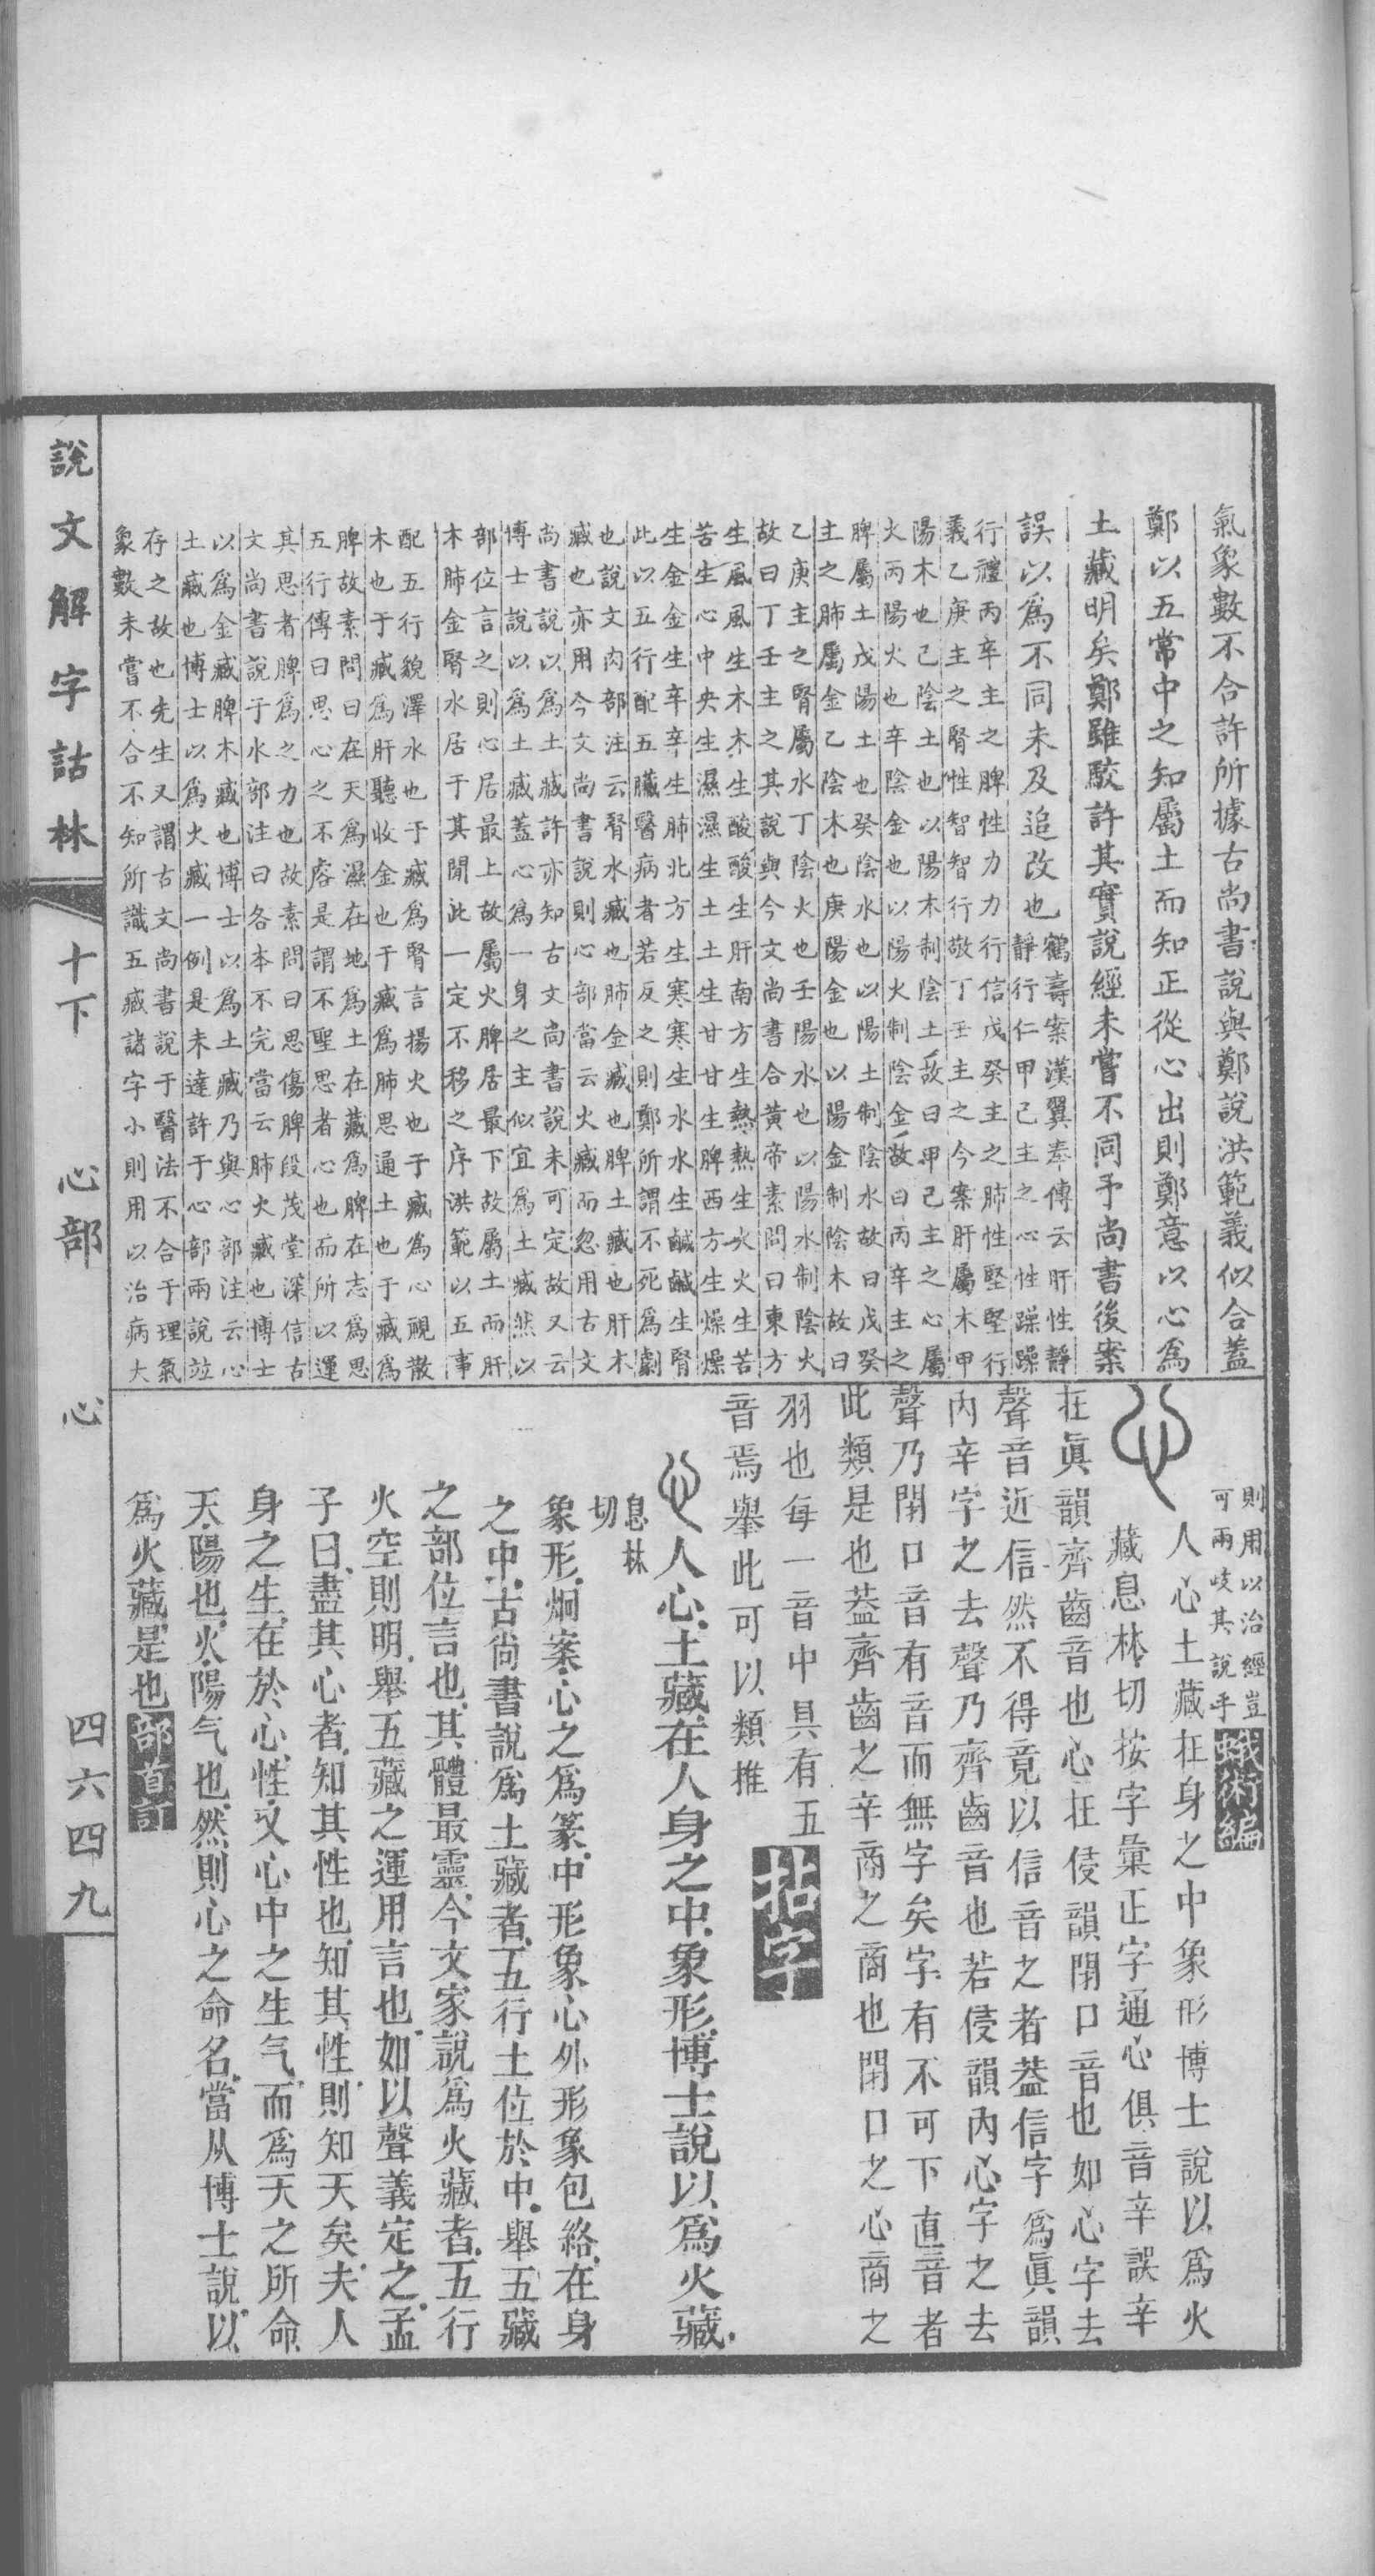 氣象數不合許所據古尚書說與鄭說洪範義似合蓋
鄭以五常中之知屬土而知正從心出則鄭意以心爲
土藏明矣鄭雖駮許其實說經未嘗不同予尚書後案
誤以爲不同未及追改也
鶴壽案漢翼奉傳云肝性靜
靜行仁甲己主之心性躁躁
行禮丙辛主之脾性力力行信戊癸主之肺性堅堅行
義乙庚主之腎性智智行敬丁壬主之今案肝屬木甲
陽木也己陰土也以陽木制陰土故曰甲己主之心屬
火丙陽火也辛陰金也以陽火制陰金故曰丙辛主之
脾屬土戊陽土也癸陰水也以陽土制陰水故曰戊癸
主之肺屬金乙陰木也庚陽金也以陽金制陰木故曰
乙庚主之腎屬水丁陰火也壬陽水也以陽水制陰火
故曰丁壬主之其說與今文尚書合黃帝素問曰東方
生風風生木木生酸酸生肝南方生熱熱生火火生苦
苦生心中央生濕濕生土土生甘甘生脾西方生燥燥
生金金生辛辛生肺北方生寒寒生水水生鹹鹹生腎
此以五行配五臟醫病者若反之則鄭所謂不死爲劇
也說文肉部注云腎水臧也肺金臧也脾土臧也肝木
臧也亦用今文尚書說則心部當云火臧而忽用古文
尚書說以爲土臧許亦知古文尚書說未可定故又云
博士說以爲土臧蓋心爲一身之主似宜爲土臧然以
部位言之則心居最上故屬火脾居最下故屬土而肝
木肺金腎水居于其間此一定不移之序洪範以五事
配五行貌澤水也于臧爲腎言揚火也于臧爲心視散
木也于臧爲肝聽收金也于臧爲肺思通土也于臧爲
脾故素問曰在天爲濕在地爲土在藏爲脾在志爲思
五行傳曰思心之不容是謂不聖思者心也而所以運
其思者脾爲之力也故素問曰思傷脾段茂堂深信古
文尚書說于水部注曰各本不完當云肺火臧也博士
以爲金臧脾木臧也博士以爲土臧乃與心部注云心
土臧也博士以爲火臧一例是未達許于心部兩說竝
存之故也先生又謂古文尚書說于醫法不合于理氣
象數未嘗不合不知所識五臧諸字小則用以治病大
則用以治經豈
可兩岐其說乎
蛾術編
心
人心土藏在身之中象形博士說以爲火
藏息林切按字彙正字通心俱音辛誤辛
在眞韻齊齒音也心在侵韻閉口音也如心字去
聲音近信然不得竟以信音之者葢信字爲眞韻
內辛字之去聲乃齊齒音也若侵韻內心字之去
聲乃閉口音有音而無字矣字有不可下直音者
此類是也葢齊齒之辛商之商也閉口之心商之
羽也每一音中具有五
音焉舉此可以類推
拈字
心
人心土藏在人身之中象形博士說以爲火藏
息林
切
象形炯案心之爲篆中形象心外形象包絡在身
之中古尚書說爲土藏者五行土位於中舉五藏
之部位言也其體最靈今文家說爲火藏者五行
火空則明舉五藏之運用言也如以聲義定之孟
子曰盡其心者知其性也知其性則知天矣夫人
身之生在於心性文心中之生气而爲天之所命
天陽也火陽气也然則心之命名當从博士說以
爲火藏是也
部首訂
說文解字詁林
十下
心部
心
四六四九